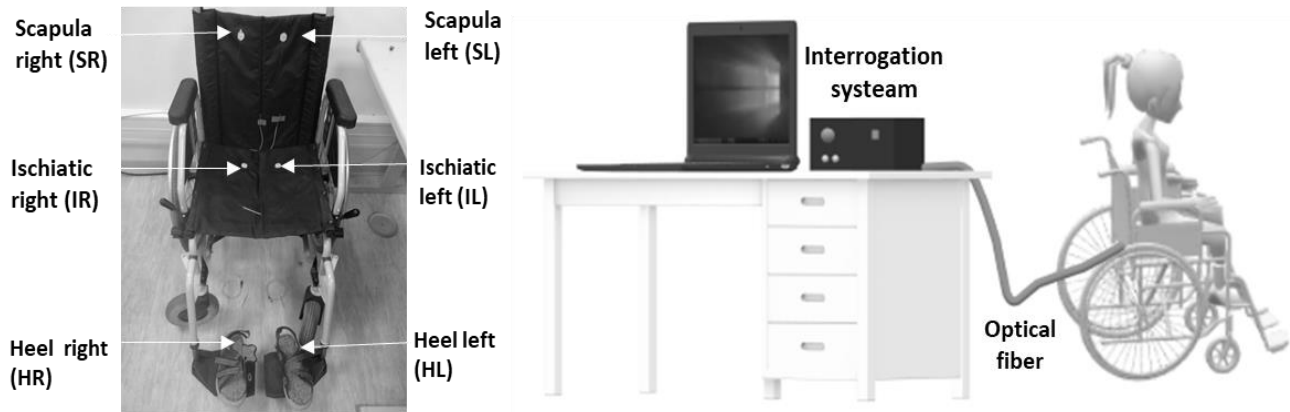 Scapula
right (SR)
Scapula
left (SL)
Ischiatic
right (IR)
Ischiatic
left (IL)
Heel right
(HR)
Heel left
(HL)
Interrogation
systeam
Optical
fiber